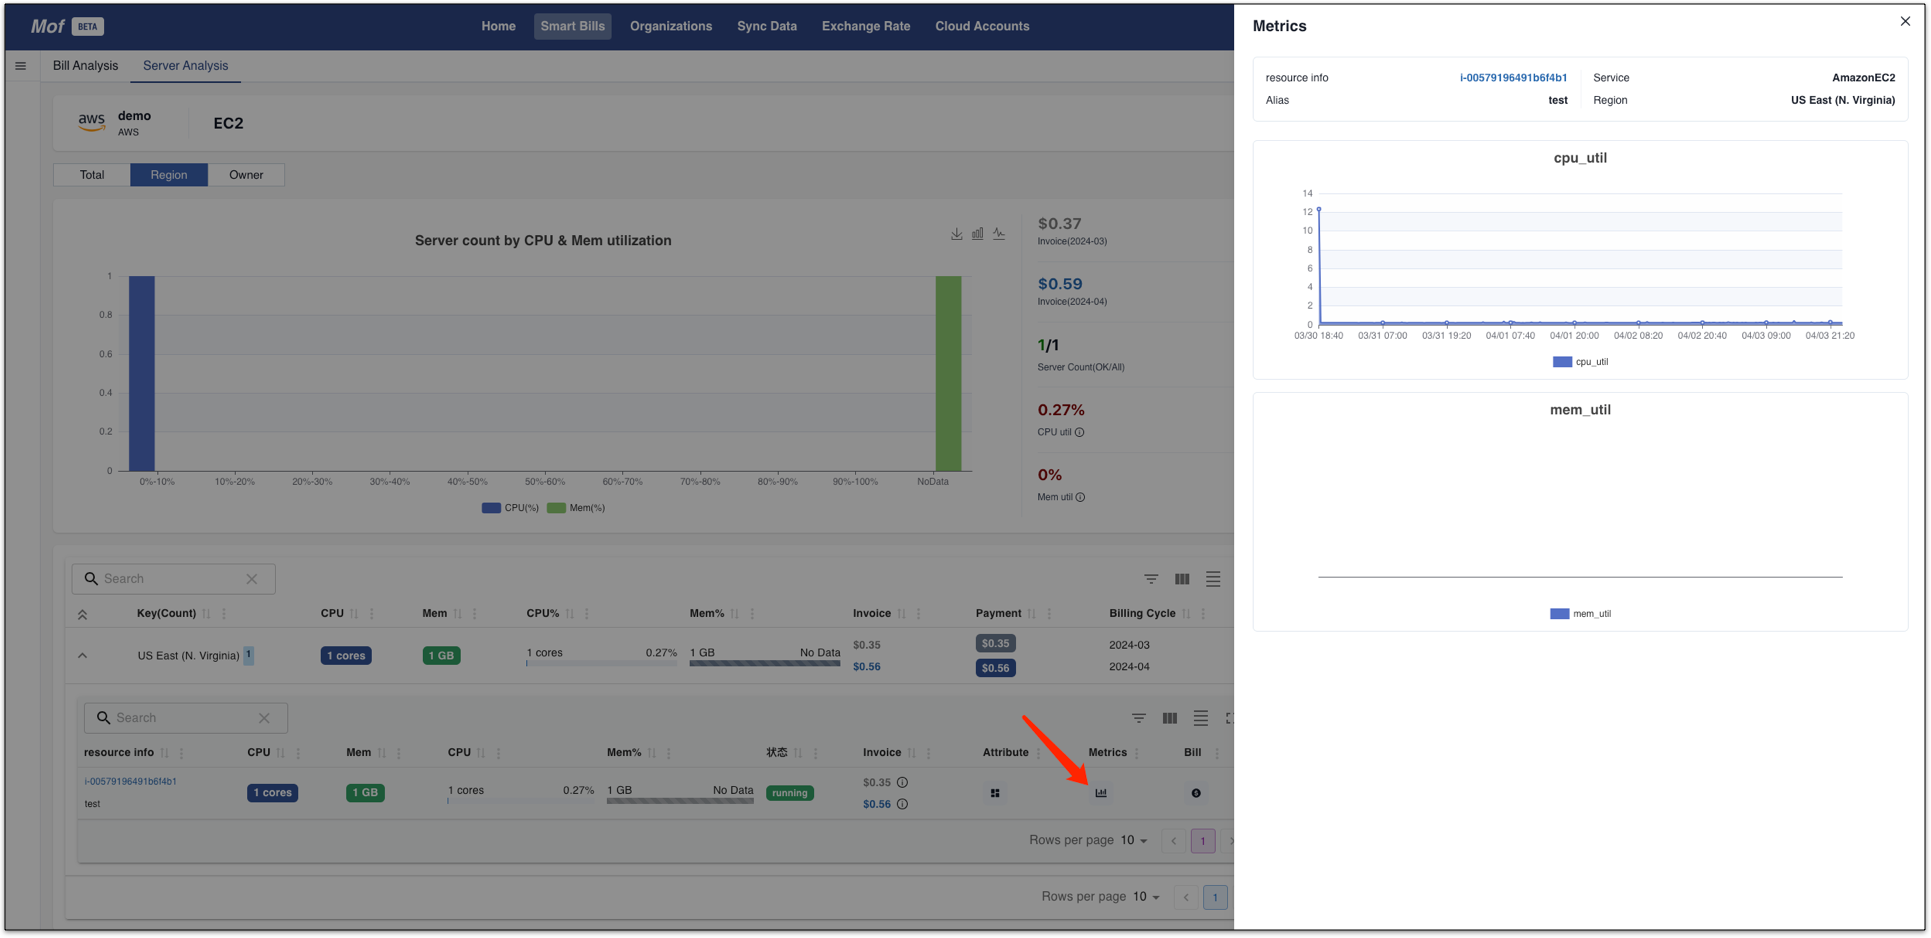 Mof BETA Home Smart Bills Organizations Sync Data Exchange Rate Cloud Accounts
Bill Analysis Server Analysis
aws demo EC2
AWS
Total Region Owner
Server count by CPU & Mem utilization
1
0.8
0.6
0.4
0.2
0
0%-10% 10%-20% 20%-30% 30%-40% 40%-50% 50%-60% 60%-70% 70%-80% 80%-90% 90%-100% NoData
CPU(%) Mem(%)
$0.37
Invoice(2024-03)
$0.59
Invoice(2024-04)
1/1
Server Count(OK/All)
0.27%
CPU util
0%
Mem util
Search
Key(Count) CPU Mem CPU% Mem% Invoice Payment Billing Cycle
US East (N. Virginia) 1 1 cores 1 GB 1 cores 0.27% 1 GB No Data $0.35 $0.35 2024-03
$0.56 $0.56 2024-04
Search
resource info CPU Mem CPU Mem% 状态 Invoice Attribute Metrics Bill
i-00579196491b6f4b1 1 cores 1 GB 1 cores 0.27% 1 GB No Data running $0.35
test $0.56
Rows per page 10 1
Rows per page 10 1
Metrics
resource info i-00579196491b6f4b1 Service AmazonEC2
Alias test Region US East (N. Virginia)
cpu_util
14
12
10
8
6
4
2
0
03/30 18:40 03/31 07:00 03/31 19:20 04/01 07:40 04/01 20:00 04/02 08:20 04/02 20:40 04/03 09:00 04/03 21:20
cpu_util
mem_util
mem_util